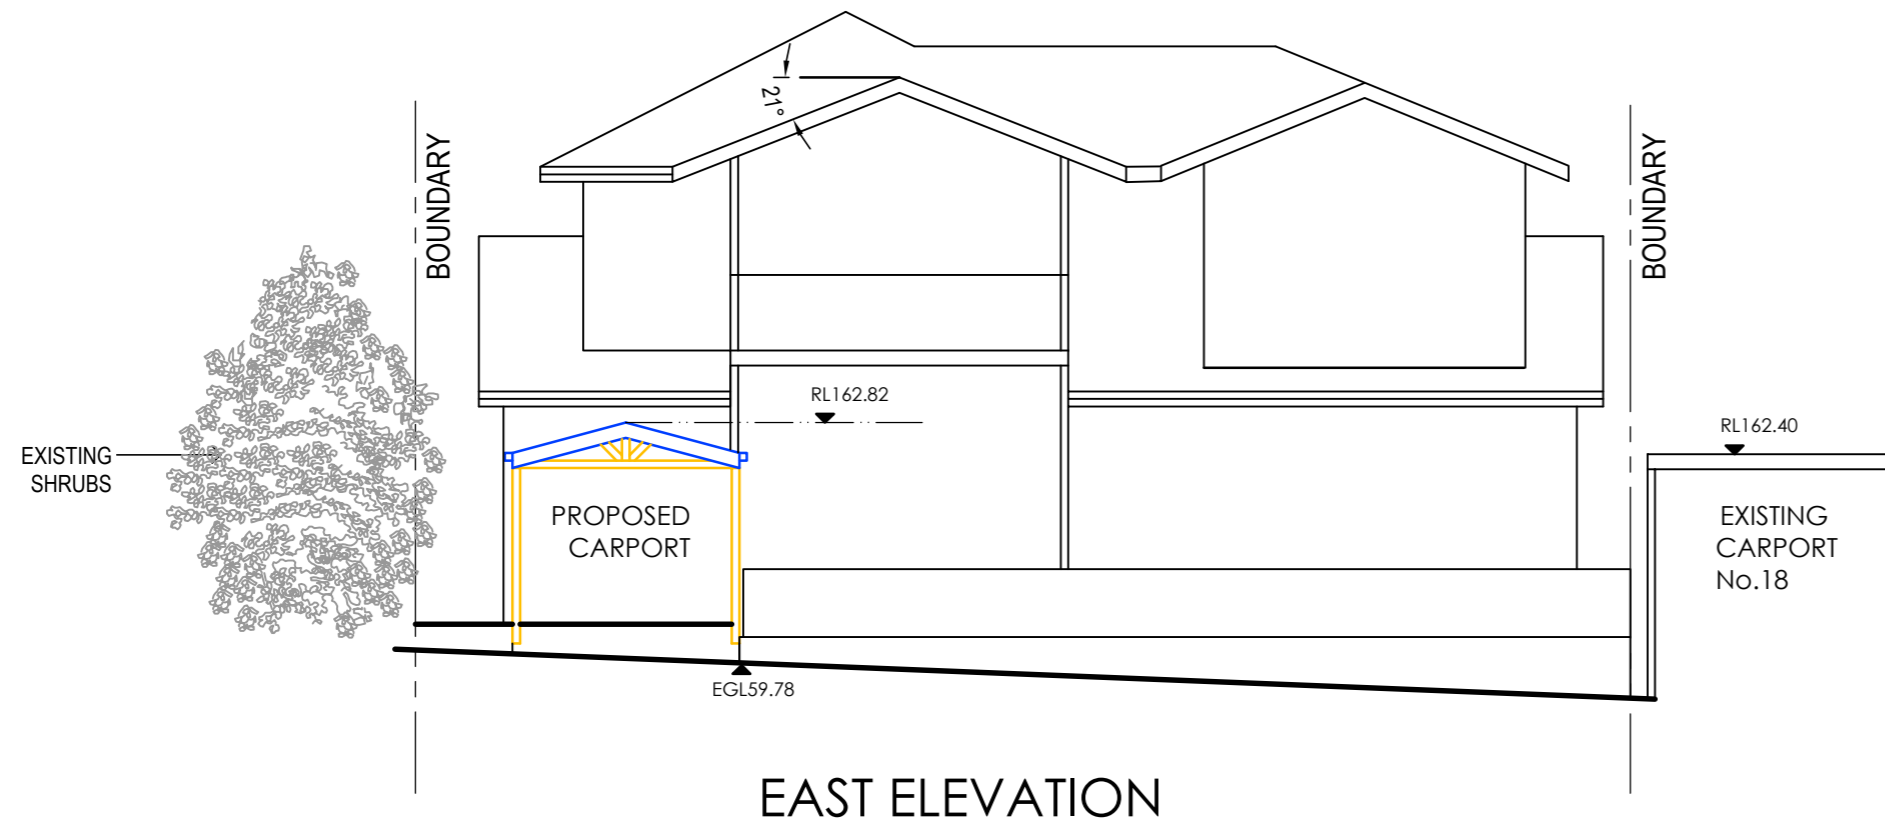 21°
BOUNDARY
BOUNDARY
RL162.82
RL162.40
EXISTING
SHRUBS
PROPOSED
CARPORT
EXISTING
CARPORT
No.18
EGL59.78
EAST ELEVATION